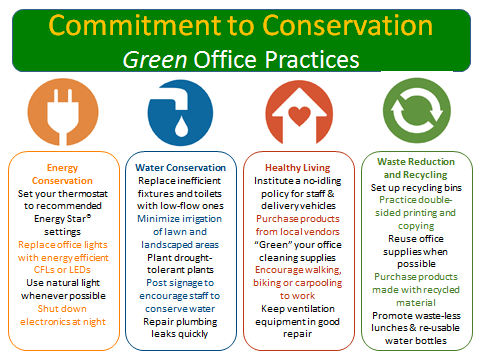 Commitment to Conservation
Green Office Practices
Energy
Conservation
Set your thermostat
to recommended
Energy Star®
settings
Replace office lights
with energy efficient
CFLs or LEDs
Use natural light
whenever possible
Shut down
electronics at night
Water Conservation
Replace inefficient
fixtures and toilets
with low-flow ones
Minimize irrigation
of lawn and
landscaped areas
Plant drought-
tolerant plants
Post signage to
encourage staff to
conserve water
Repair plumbing
leaks quickly
Healthy Living
Institute a no-idling
policy for staff &
delivery vehicles
Purchase products
from local vendors
"Green" your office
cleaning supplies
Encourage walking,
biking or carpooling
to work
Keep ventilation
equipment in good
repair
Waste Reduction
and Recycling
Set up recycling bins
Practice double-
sided printing and
copying
Reuse office
supplies when
possible
Purchase products
made with recycled
material
Promote waste-less
lunches & re-usable
water bottles